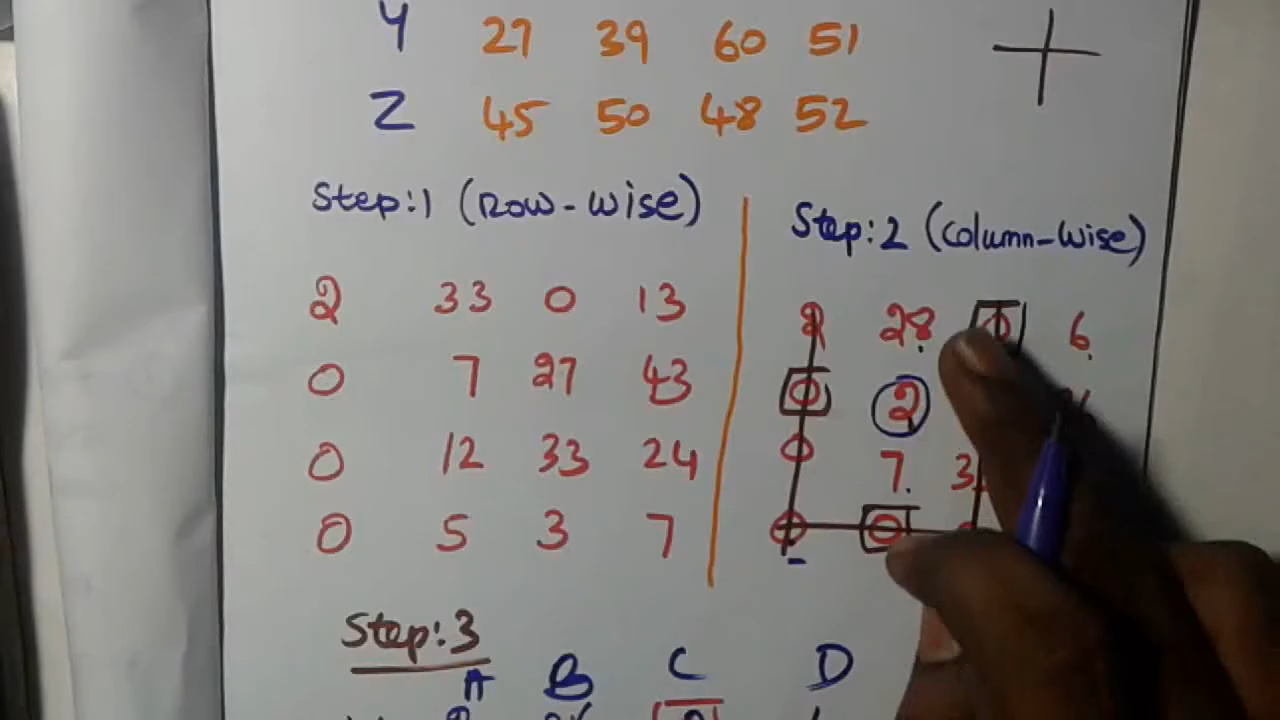 Y 27 39 60 51
Z 45 50 48 52
Step:1 (Row-wise)
2 33 0 13
0 7 27 43
0 12 33 24
0 5 3 7
Step:2 (Column-wise)
2 28 0 6
0 2
0 7 3
0 0
Step:3
A B C D